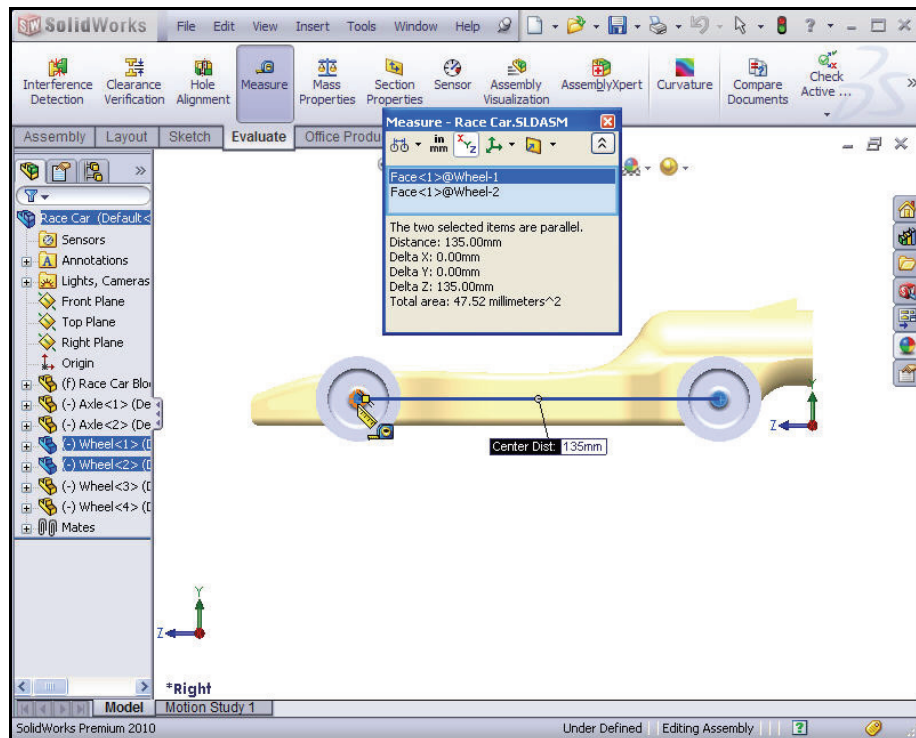 SolidWorks File Edit View Insert Tools Window Help
Interference Detection
Clearance Verification
Hole Alignment
Measure
Mass Properties
Section Properties
Sensor
Assembly Visualization
AssemblyXpert
Curvature
Compare Documents
Check Active ...
Assembly Layout Sketch Evaluate Office Produ
Measure - Race Car.SLDASM
in
mm
XYZ
Face<1>@Wheel-1
Face<1>@Wheel-2
The two selected items are parallel.
Distance: 135.00mm
Delta X: 0.00mm
Delta Y: 0.00mm
Delta Z: 135.00mm
Total area: 47.52 millimeters^2
Race Car (Default<
Sensors
Annotations
Lights, Cameras
Front Plane
Top Plane
Right Plane
Origin
(f) Race Car Blo
(-) Axle<1> (De
(-) Axle<2> (De
(-) Wheel<1> (D
(-) Wheel<2> (D
(-) Wheel<3> (D
(-) Wheel<4> (D
Mates
Center Dist: 135mm
Y
Z
Y
Z
*Right
Model Motion Study 1
SolidWorks Premium 2010 Under Defined Editing Assembly